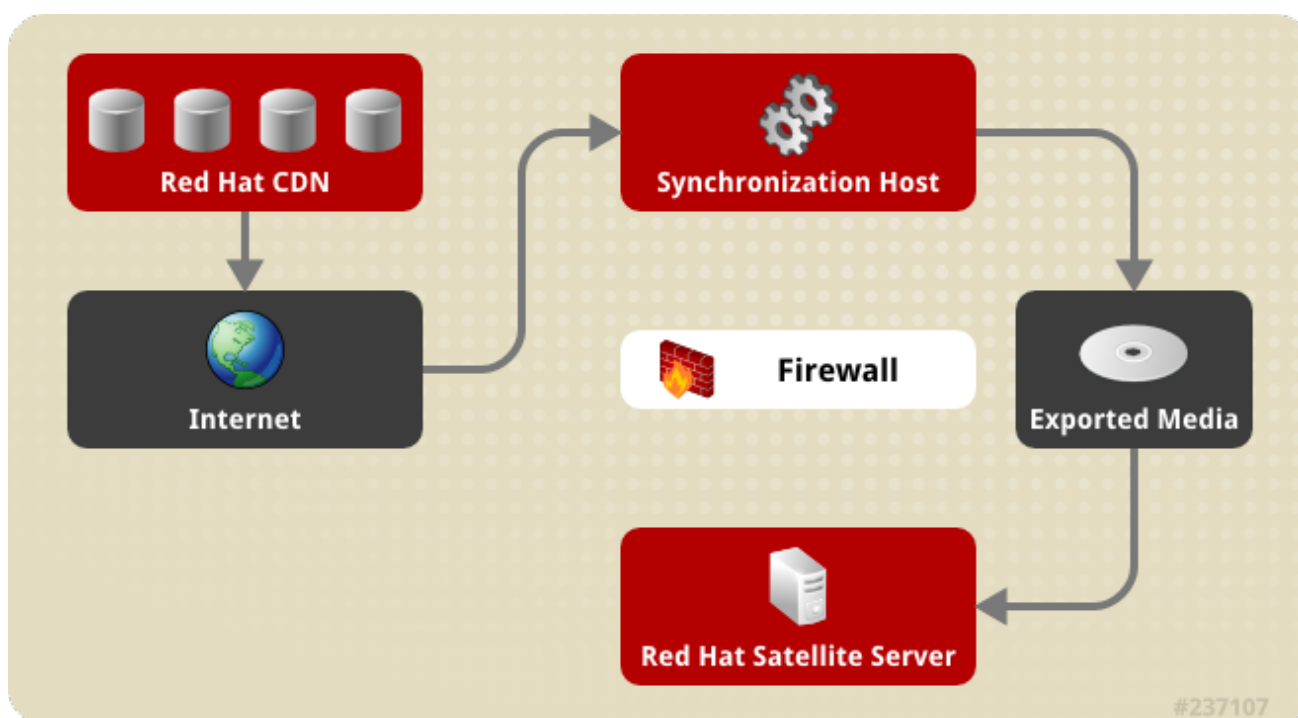 Red Hat CDN
Synchronization Host
Internet
Firewall
Exported Media
Red Hat Satellite Server
#237107